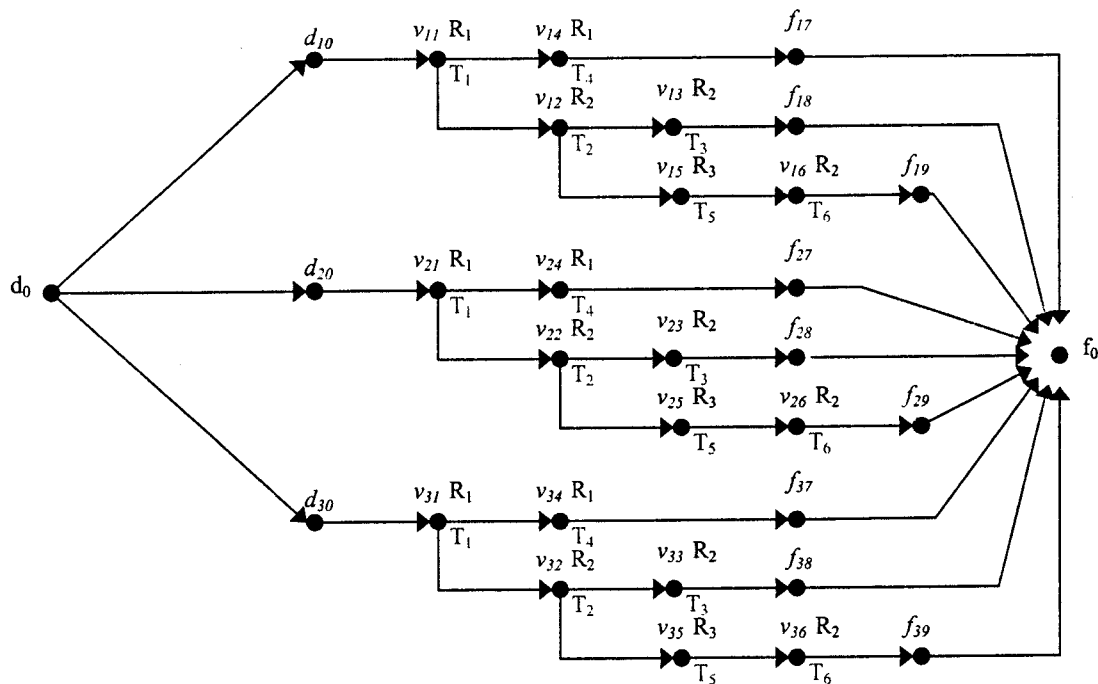 d10 v11 R1 v14 R1 f17
T1 T4
v12 R2 v13 R2 f18
T2 T3
v15 R3 v16 R2 f19
T5 T6
d0 d20 v21 R1 v24 R1 f27
T1 T4
v22 R2 v23 R2 f28 f0
T2 T3
v25 R3 v26 R2 f29
T5 T6
d30 v31 R1 v34 R1 f37
T1 T4
v32 R2 v33 R2 f38
T2 T3
v35 R3 v36 R2 f39
T5 T6